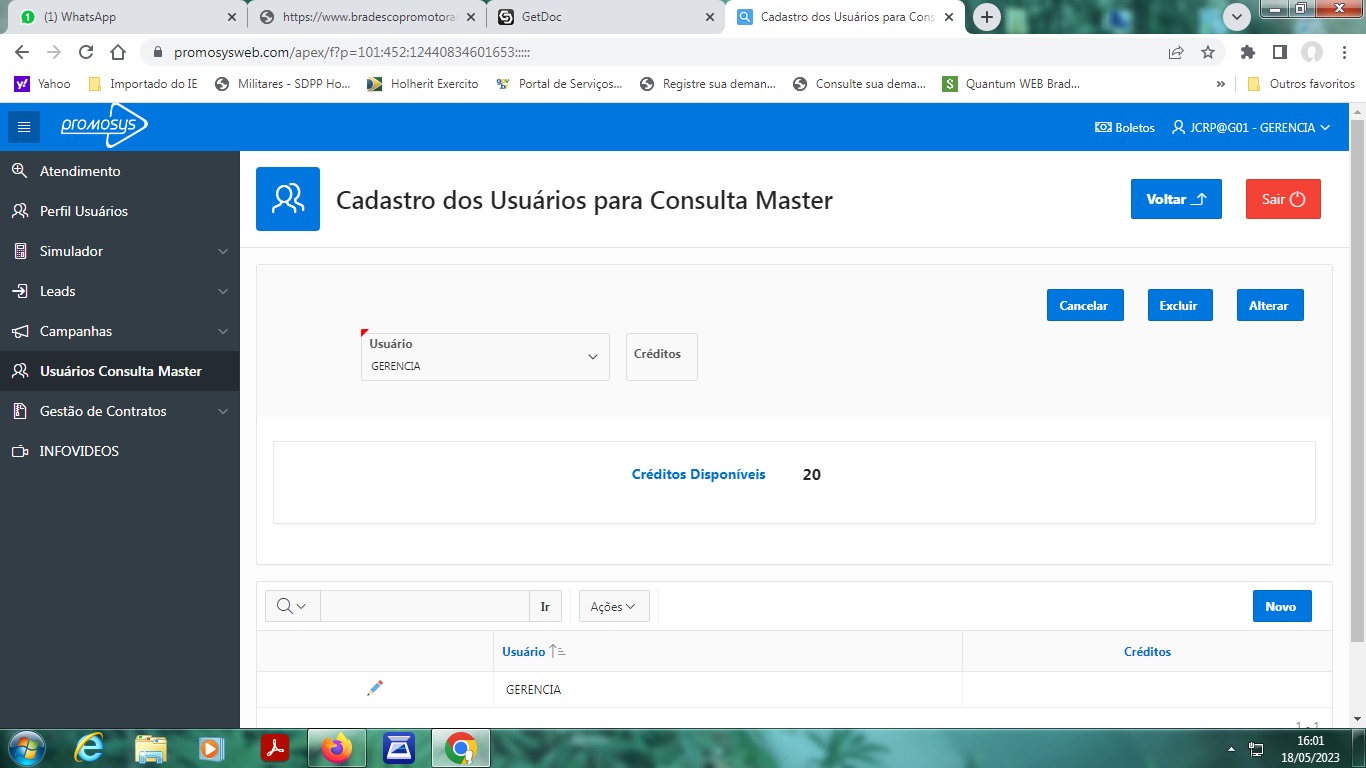 (1) WhatsApp
https://www.bradescopromotora
GetDoc
Cadastro dos Usuários para Cons
promosysweb.com/apex/f?p=101:452:12440834601653:::::
Yahoo
Importado do IE
Militares - SDPP Ho...
Holherit Exercito
Portal de Serviços...
Registre sua deman...
Consulte sua dema...
Quantum WEB Brad...
»
Outros favoritos
promosys
Boletos
JCRP@G01 - GERENCIA
Atendimento
Perfil Usuários
Simulador
Leads
Campanhas
Usuários Consulta Master
Gestão de Contratos
INFOVIDEOS
Cadastro dos Usuários para Consulta Master
Voltar
Sair
Cancelar
Excluir
Alterar
Usuário
GERENCIA
Créditos
Créditos Disponíveis 20
Ir
Ações
Novo
Usuário
Créditos
GERENCIA
1 - 1
16:01
18/05/2023